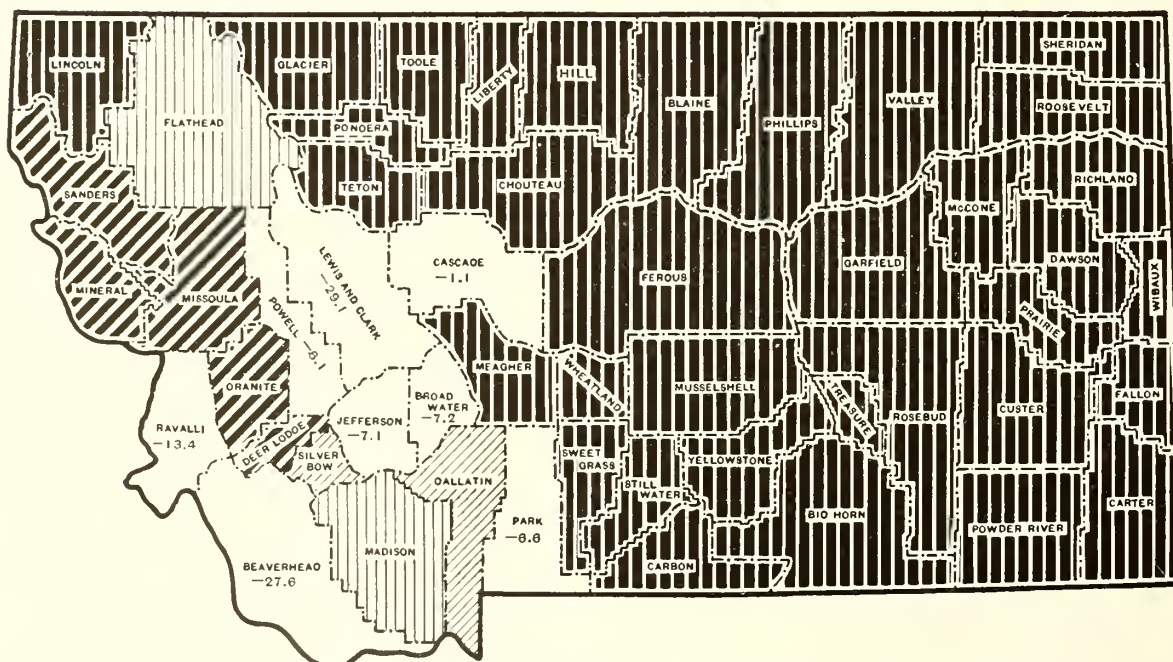 LINCOLN
FLATHEAD
GLACIER
TOOLE
LIBERTY
HILL
BLAINE
PHILLIPS
VALLEY
SHERIDAN
ROOSEVELT
PONDERA
TETON
CHOUTEAU
SANDERS
RICHLAND
McCONE
MINERAL
MISSOULA
LEWIS AND CLARK
—29.1
CASCADE
—1.1
FERGUS
GARFIELD
DAWSON
WIBAUX
PRAIRIE
POWELL
GRANITE
MEAGHER
WHEATLAND
MUSSELSHELL
TREASURE
ROSEBUD
CUSTER
FALLON
RAVALLI
—13.4
DEER LODGE
SILVER
BOW
JEFFERSON
—7.1
BROAD
WATER
—7.2
GALLATIN
SWEET
GRASS
STILL
WATER
YELLOWSTONE
BIG HORN
POWDER RIVER
CARTER
BEAVERHEAD
—27.6
MADISON
PARK
—6.6
CARBON